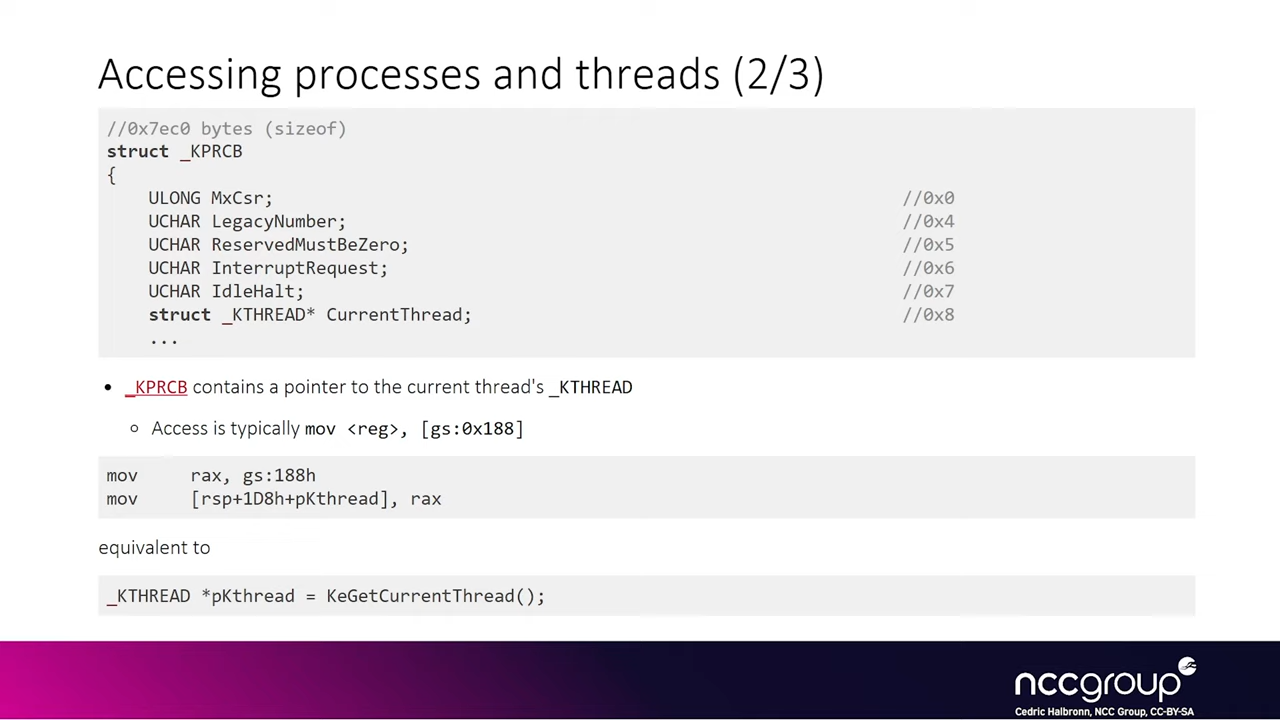 Accessing processes and threads (2/3)
//0x7ec0 bytes (sizeof)
struct _KPRCB
{
ULONG MxCsr; //0x0
UCHAR LegacyNumber; //0x4
UCHAR ReservedMustBeZero; //0x5
UCHAR InterruptRequest; //0x6
UCHAR IdleHalt; //0x7
struct _KTHREAD* CurrentThread; //0x8
...
• _KPRCB contains a pointer to the current thread's _KTHREAD
○ Access is typically mov <reg>, [gs:0x188]
mov rax, gs:188h
mov [rsp+1D8h+pKthread], rax
equivalent to
_KTHREAD *pKthread = KeGetCurrentThread();
nccgroup
Cedric Halbronn, NCC Group, CC-BY-SA